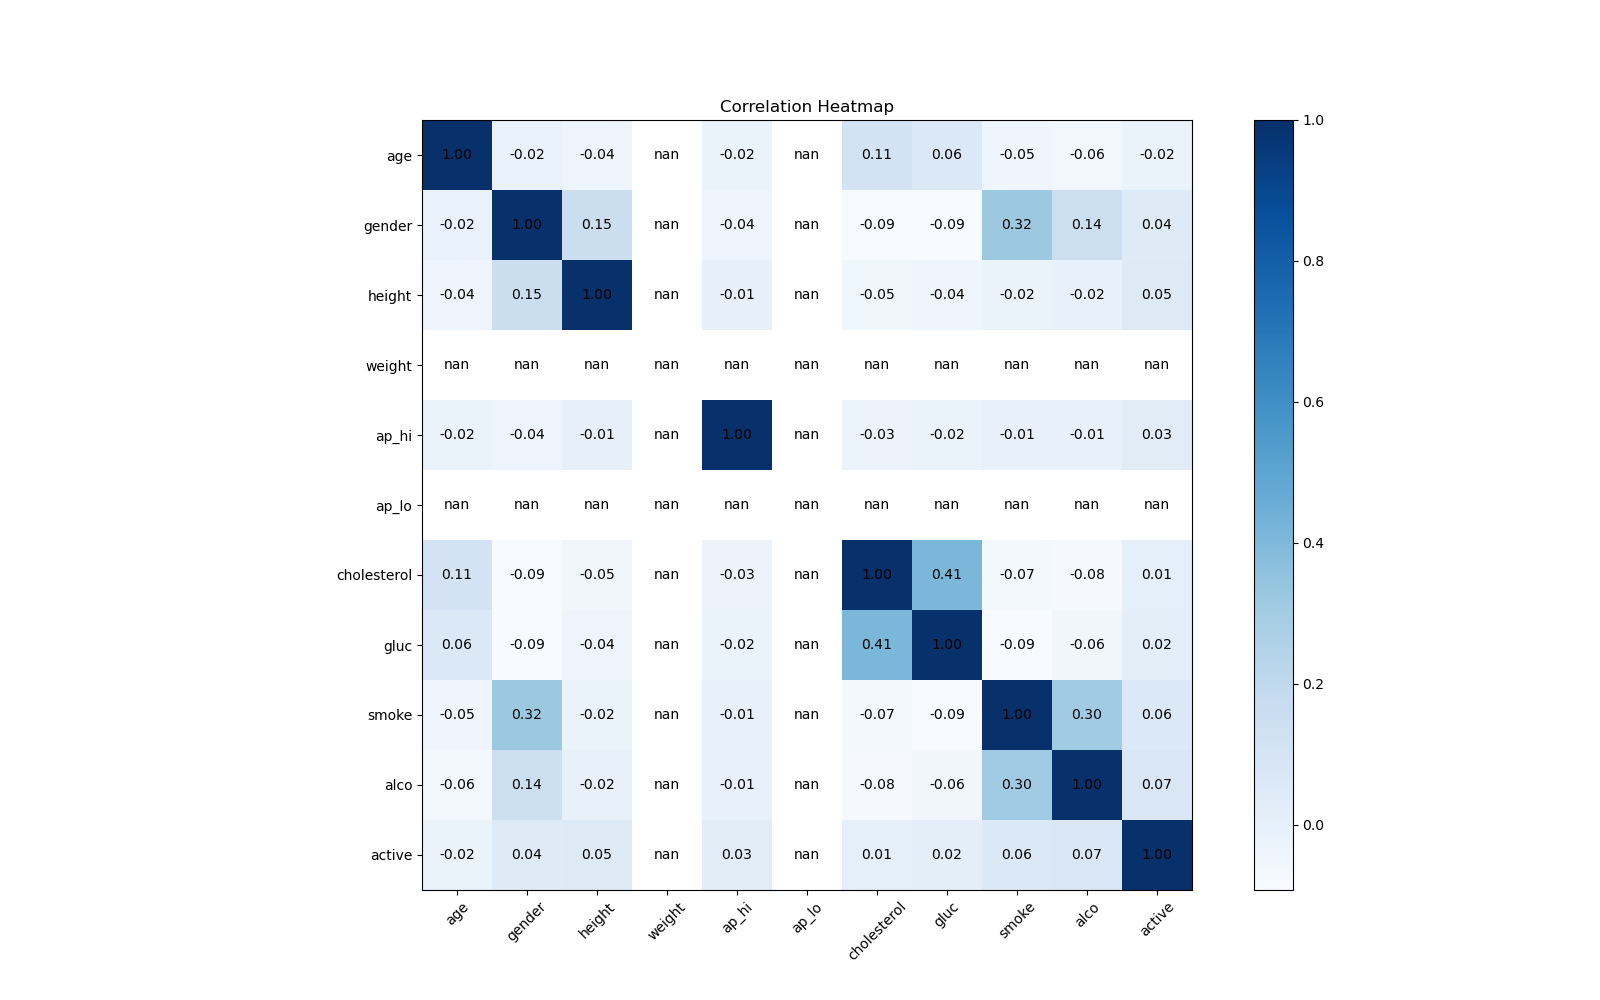 Correlation Heatmap
age 1.00 -0.02 -0.04 nan -0.02 nan 0.11 0.06 -0.05 -0.06 -0.02
gender -0.02 1.00 0.15 nan -0.04 nan -0.09 -0.09 0.32 0.14 0.04
height -0.04 0.15 1.00 nan -0.01 nan -0.05 -0.04 -0.02 -0.02 0.05
weight nan nan nan nan nan nan nan nan nan nan nan
ap_hi -0.02 -0.04 -0.01 nan 1.00 nan -0.03 -0.02 -0.01 -0.01 0.03
ap_lo nan nan nan nan nan nan nan nan nan nan nan
cholesterol 0.11 -0.09 -0.05 nan -0.03 nan 1.00 0.41 -0.07 -0.08 0.01
gluc 0.06 -0.09 -0.04 nan -0.02 nan 0.41 1.00 -0.09 -0.06 0.02
smoke -0.05 0.32 -0.02 nan -0.01 nan -0.07 -0.09 1.00 0.30 0.06
alco -0.06 0.14 -0.02 nan -0.01 nan -0.08 -0.06 0.30 1.00 0.07
active -0.02 0.04 0.05 nan 0.03 nan 0.01 0.02 0.06 0.07 1.00
age gender height weight ap_hi ap_lo cholesterol gluc smoke alco active
1.0
0.8
0.6
0.4
0.2
0.0